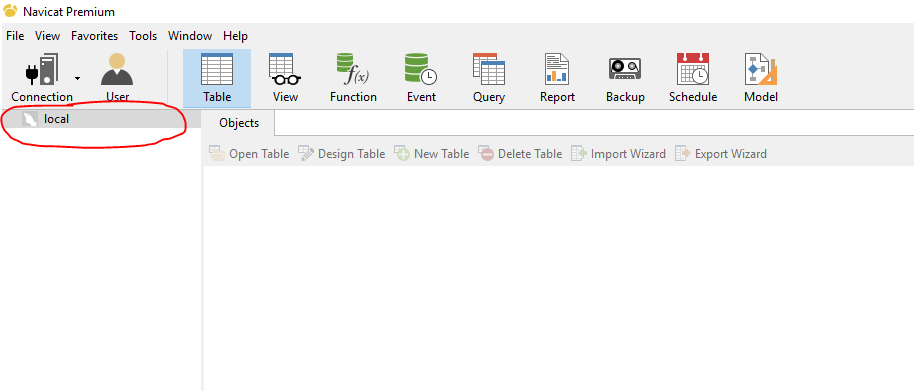 Navicat Premium
File View Favorites Tools Window Help
Connection User Table View Function Event Query Report Backup Schedule Model
f(x)
local
Objects
Open Table Design Table New Table Delete Table Import Wizard Export Wizard